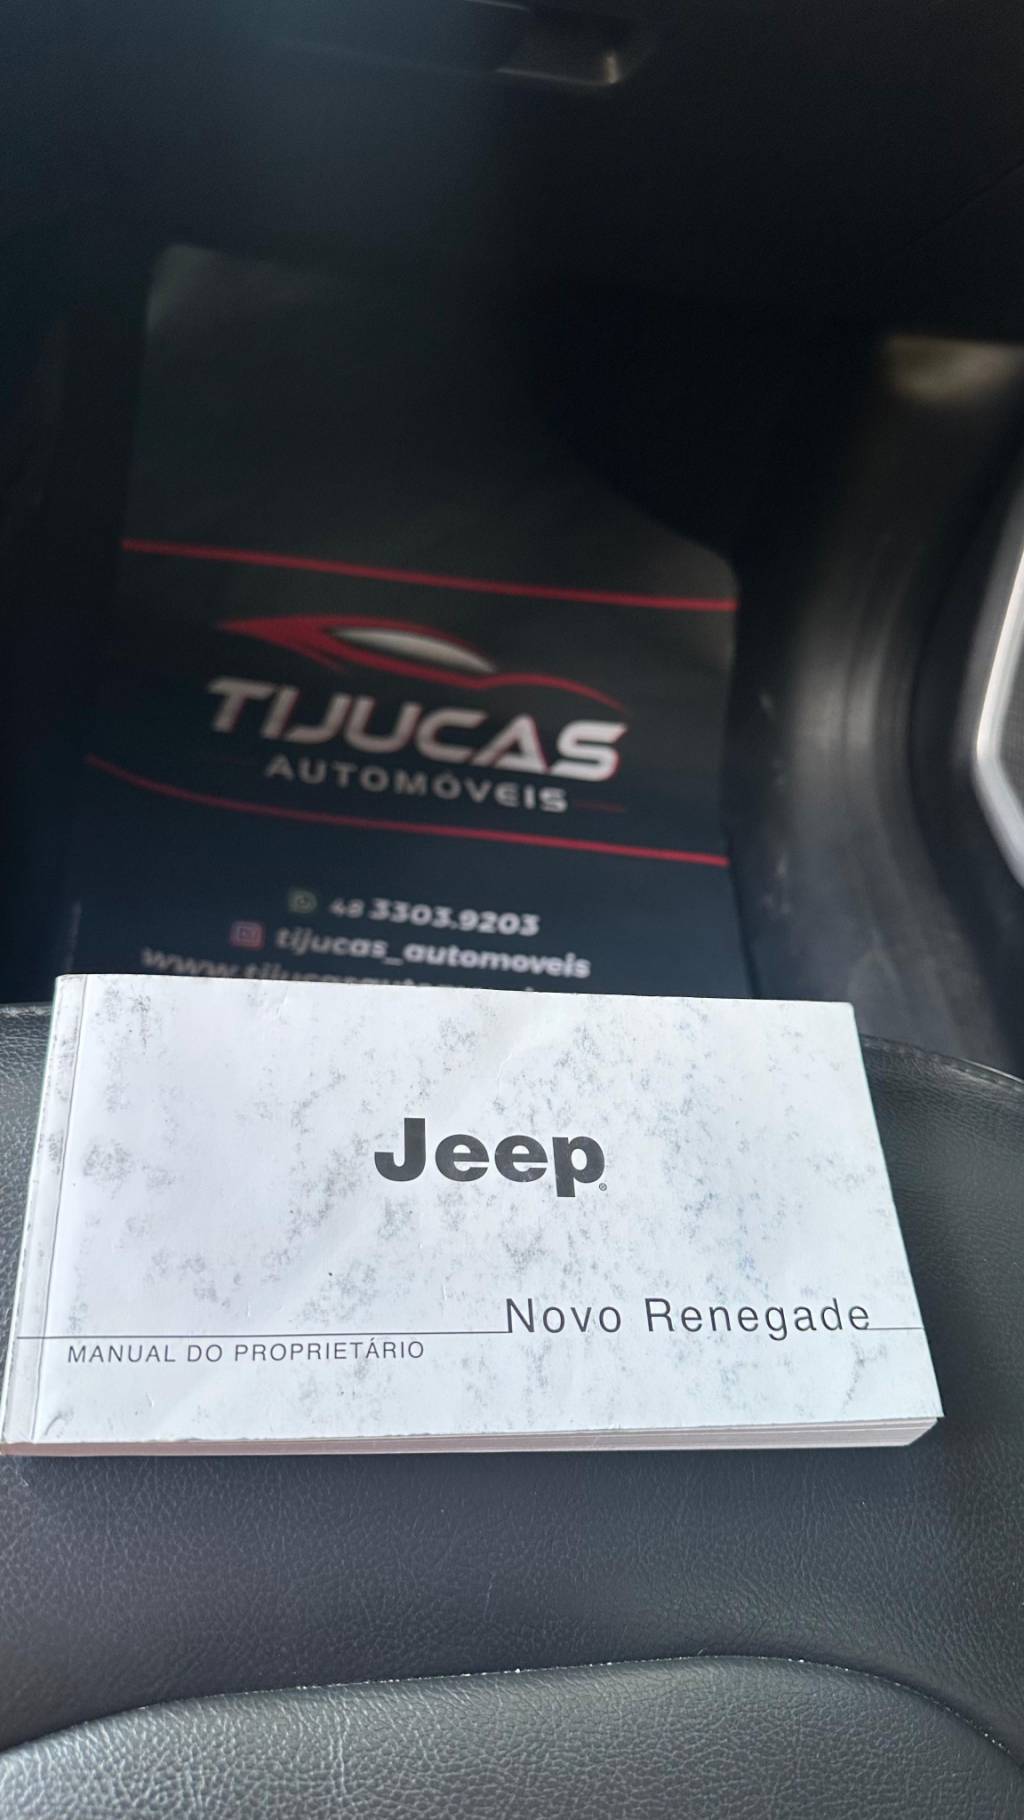 TIJUCAS
AUTOMÓVEIS
48 3303.9203
tijucas_automoveis
Jeep®
Novo Renegade
MANUAL DO PROPRIETÁRIO